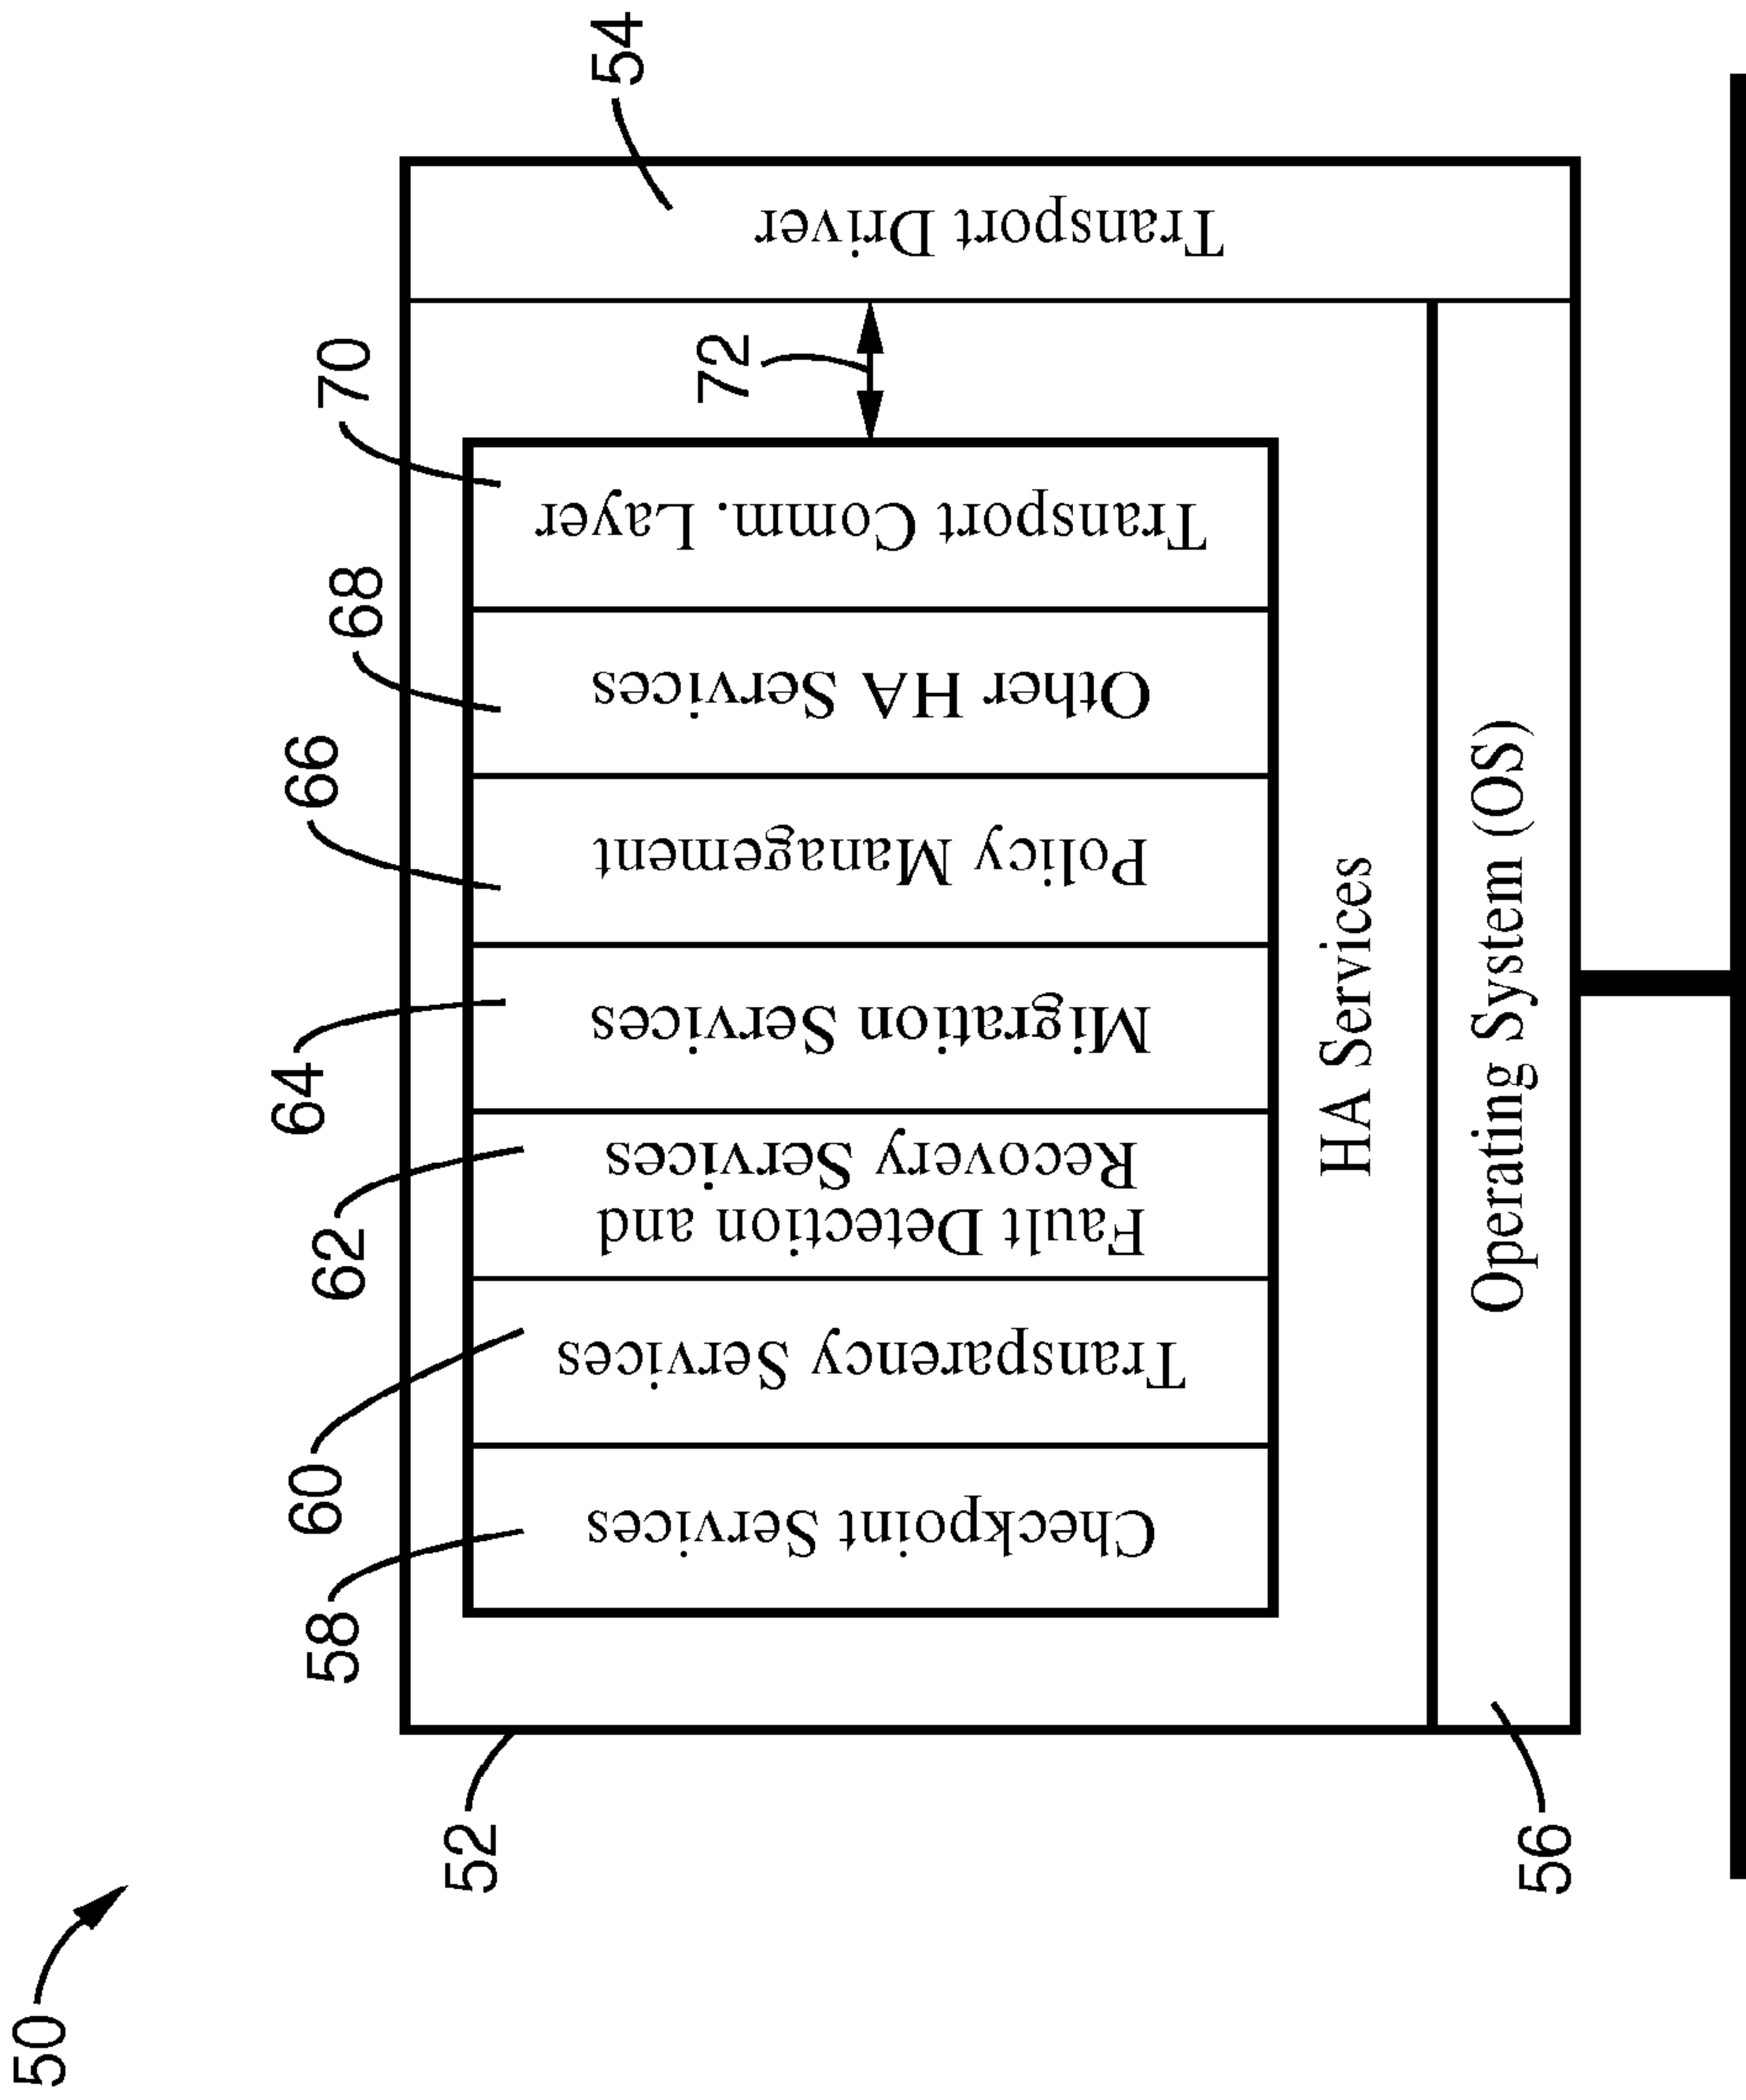 50
52
58
60
62
64
66
68
70
54
72
56
Checkpoint Services
Transparency Services
Fault Detection and
Recovery Services
Migration Services
Policy Management
Other HA Services
Transport Comm. Layer
Transport Driver
HA Services
Operating System (OS)